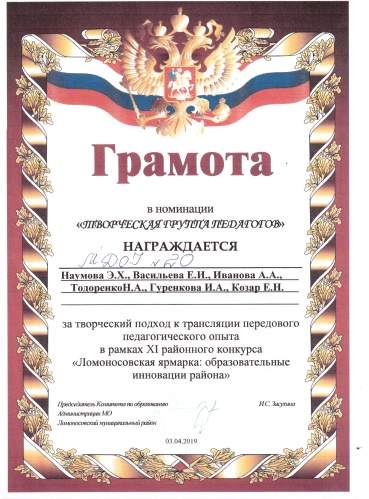 Грамота
в номинации
«ТВОРЧЕСКАЯ ГРУППА ПЕДАГОГОВ»
НАГРАЖДАЕТСЯ
МДОУ №20
Наумова Э.Х., Васильева Е.И., Иванова А.А.,
ТодоренкоН.А., Гуренкова И.А., Козар Е.Н.
за творческий подход к трансляции передового
педагогического опыта
в рамках XI районного конкурса
«Ломоносовская ярмарка: образовательные
инновации района»
Председатель Комитета по образованию И.С. Засухина
Администрации МО
Ломоносовский муниципальный район
03.04.2019